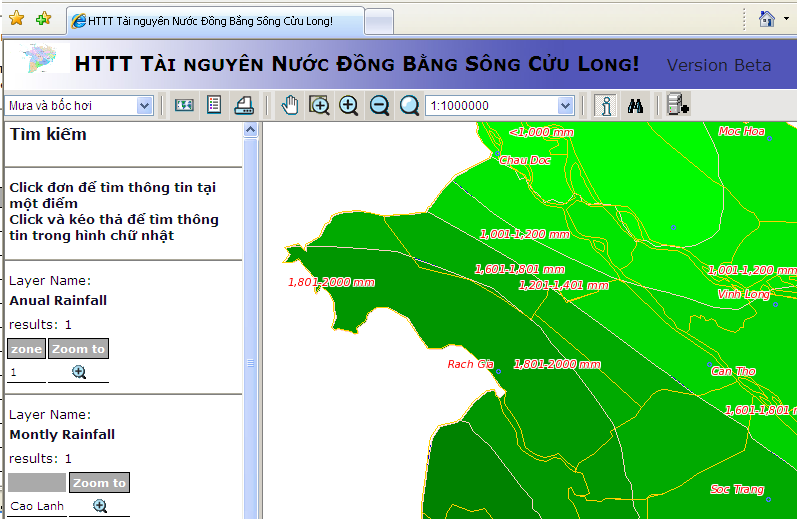 HTTT Tài nguyên Nước Đồng Bằng Sông Cửu Long!
HTTT TÀI NGUYÊN NƯỚC ĐỒNG BẰNG SÔNG CỬU LONG! Version Beta
Mưa và bốc hơi
1:1000000
Tìm kiếm
Click đơn để tìm thông tin tại
một điểm
Click và kéo thả để tìm thông
tin trong hình chữ nhật
Layer Name:
Anual Rainfall
results: 1
zone Zoom to
1
Layer Name:
Montly Rainfall
results: 1
Zoom to
Cao Lanh
<1,000 mm
Moc Hoa
Chau Doc
1,001-1,200 mm
1,601-1,801 mm
1,001-1,200 mm
1,801-2000 mm
1,201-1,401 mm
Vinh Long
Rach Gia
1,801-2000 mm
Can Tho
1,601-1,801 m
Soc Trang